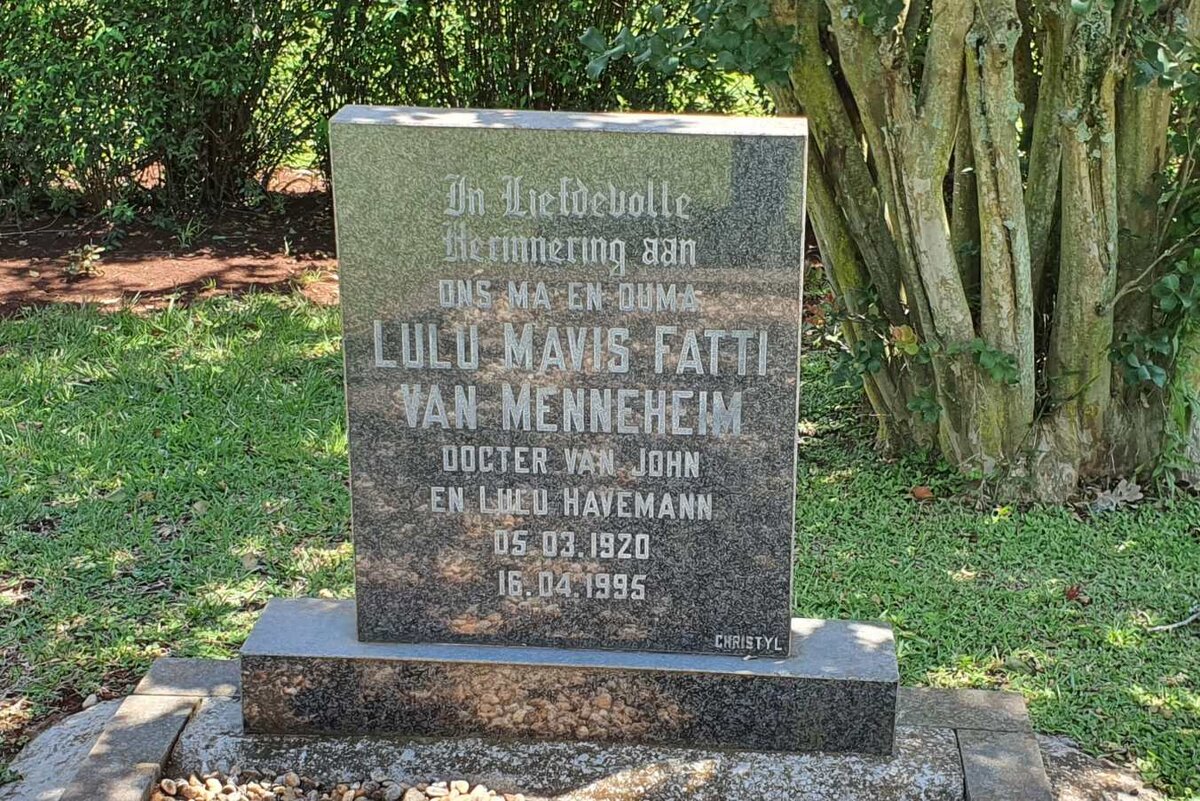 In Liefdevolle
Herinnering aan
ONS MA EN OUMA
LULU MAVIS FATTI
VAN MENNEHEIM
DOGTER VAN JOHN
EN LULU HAVEMANN
05 03.1920
16.04.1995
CHRISTYL